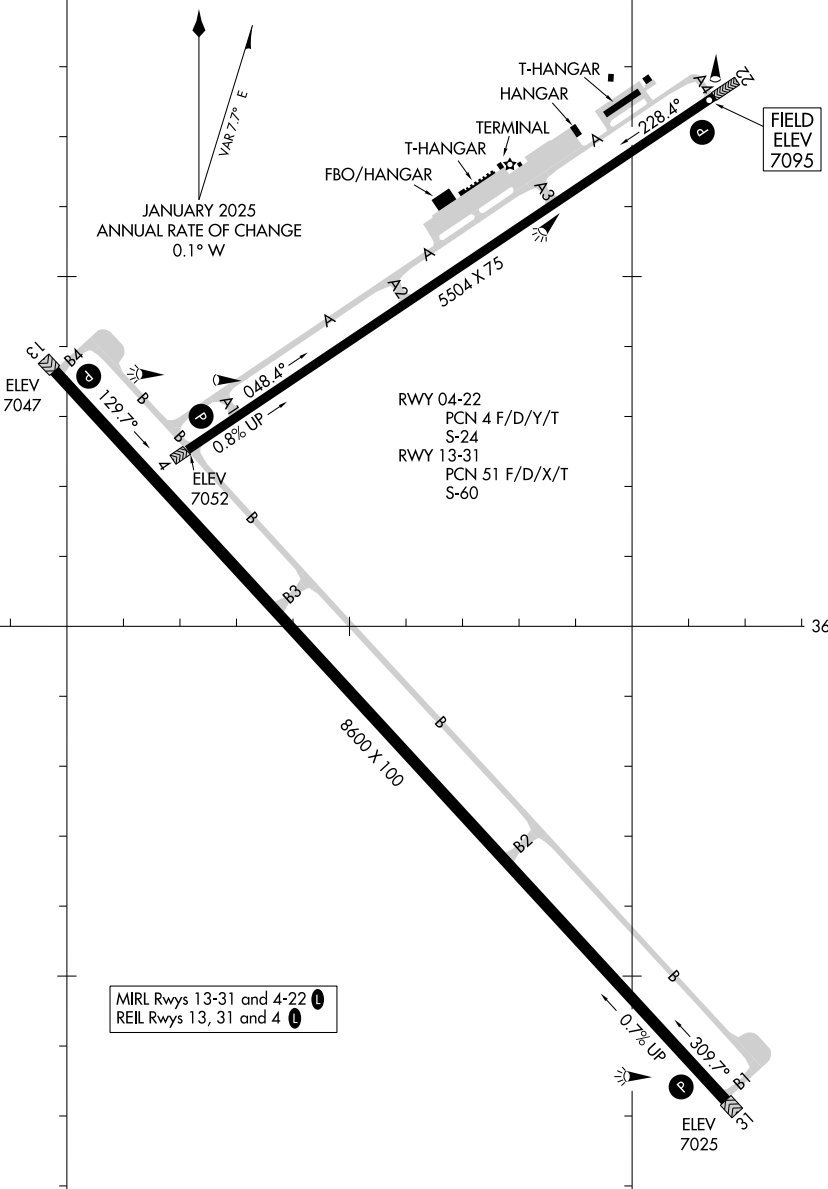 VAR 7.7° E
JANUARY 2025
ANNUAL RATE OF CHANGE
0.1° W
T-HANGAR
HANGAR
TERMINAL
T-HANGAR
FBO/HANGAR
A4
22
228.4°
P
FIELD
ELEV
7095
A
A3
A
A2
5504 X 75
A
13
B4
ELEV
7047
P
129.7°
B
A1
048.4°
P
0.8% UP
B
4
ELEV
7052
RWY 04-22
PCN 4 F/D/Y/T
S-24
RWY 13-31
PCN 51 F/D/X/T
S-60
B
B3
36
B
8600 X 100
B2
B
MIRL Rwys 13-31 and 4-22 L
REIL Rwys 13, 31 and 4 L
0.7% UP
309.7°
B1
P
31
ELEV
7025